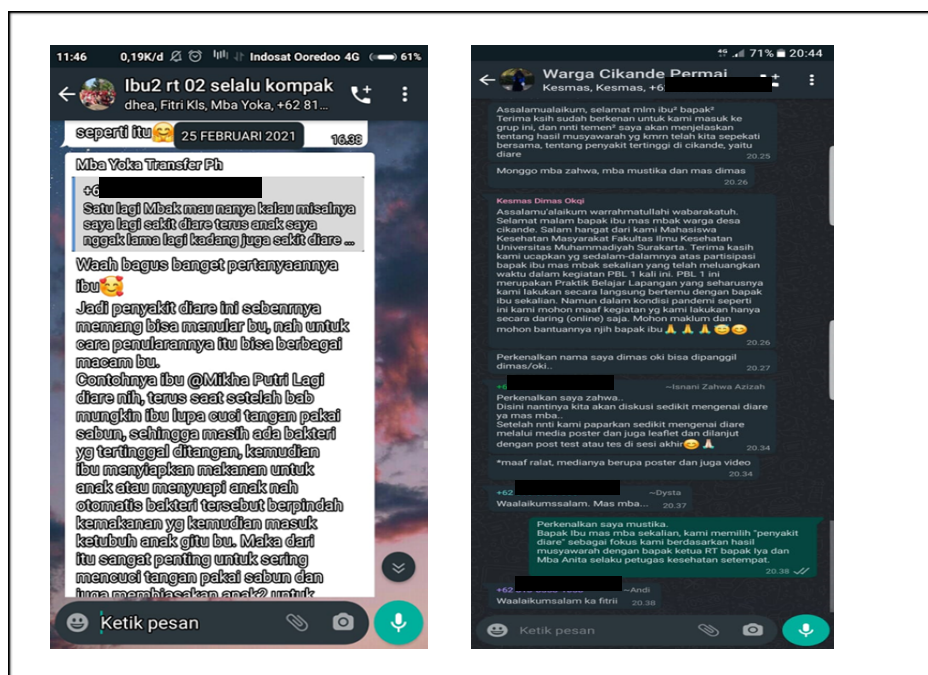 11:46 0,19K/d Indosat Ooredoo 4G 61%
Ibu2 rt 02 selalu kompak
dhea, Fitri Kls, Mba Yoka, +62 81...
seperti itu🤗
25 FEBRUARI 2021
16.38
Mba Yoka Transfer Ph
+6
Satu lagi Mbak mau nanya kalau misalnya
saya lagi sakit diare terus anak saya
nggak lama lagi kadang juga sakit diare ...
Waah bagus banget pertanyaannya
ibu🥰
Jadi penyakit diare ini sebenrnya
memang bisa menular bu, nah untuk
cara penularannya itu bisa berbagai
macam bu.
Contohnya ibu @Mikha Putri Lagi
diare nih, terus saat setelah bab
mungkin ibu lupa cuci tangan pakai
sabun, sehingga masih ada bakteri
yg tertinggal ditangan, kemudian
ibu menyiapkan makanan untuk
anak atau menyuapi anak nah
otomatis bakteri tersebut berpindah
kemakanan yg kemudian masuk
ketubuh anak gitu bu. Maka dari
itu sangat penting untuk sering
mencuci tangan pakai sabun dan
juga membiasakan anak2 untuk
Ketik pesan
4G 71% 20:44
Warga Cikande Permai
Kesmas, Kesmas, +6
Assalamualaikum, selamat mlm ibu² bapak²
Terima ksih sudah berkenan untuk kami masuk ke
grup ini, dan nnti temen² saya akan menjelaskan
tentang hasil musyawarah yg kmrn telah kita sepekati
bersama, tentang penyakit tertinggi di cikande, yaitu
diare
20.25
Monggo mba zahwa, mba mustika dan mas dimas
20.26
Kesmas Dimas Okqi
Assalamu'alaikum warrahmatullahi wabarakatuh.
Selamat malam bapak ibu mas mbak warga desa
cikande. Salam hangat dari kami Mahasiswa
Kesehatan Masyarakat Fakultas Ilmu Kesehatan
Universitas Muhammadiyah Surakarta. Terima kasih
kami ucapkan yg sedalam-dalamnya atas partisipasi
bapak ibu mas mbak sekalian yang telah meluangkan
waktu dalam kegiatan PBL 1 kali ini. PBL 1 ini
merupakan Praktik Belajar Lapangan yang seharusnya
kami lakukan secara langsung bertemu dengan bapak
ibu sekalian. Namun dalam kondisi pandemi seperti
ini kami mohon maaf kegiatan yg kami lakukan hanya
secara daring (online) saja. Mohon maklum dan
mohon bantuannya njih bapak ibu🙏🙏🙏😄😊
20.26
Perkenalkan nama saya dimas oki bisa dipanggil
dimas/oki..
20.27
+6 ~Isnani Zahwa Azizah
Perkenalkan saya zahwa..
Disini nantinya kita akan diskusi sedikit mengenai diare
ya mas mba..
Setelah nnti kami paparkan sedikit mengenai diare
melalui media poster dan juga leaflet dan dilanjut
dengan post test atau tes di sesi akhir😊🙏
20.34
*maaf ralat, medianya berupa poster dan juga video
20.34
+62 ~Dysta
Waalaikumssalam. Mas mba...
20.37
Perkenalkan saya mustika.
Bapak Ibu mas mba sekalian, kami memilih "penyakit
diare" sebagai fokus kami berdasarkan hasil
musyawarah dengan bapak ketua RT bapak Iya dan
Mba Anita selaku petugas kesehatan setempat.
20.38
+62 ~Andi
Waalaikumsalam ka fitrii
20.38
Ketik pesan